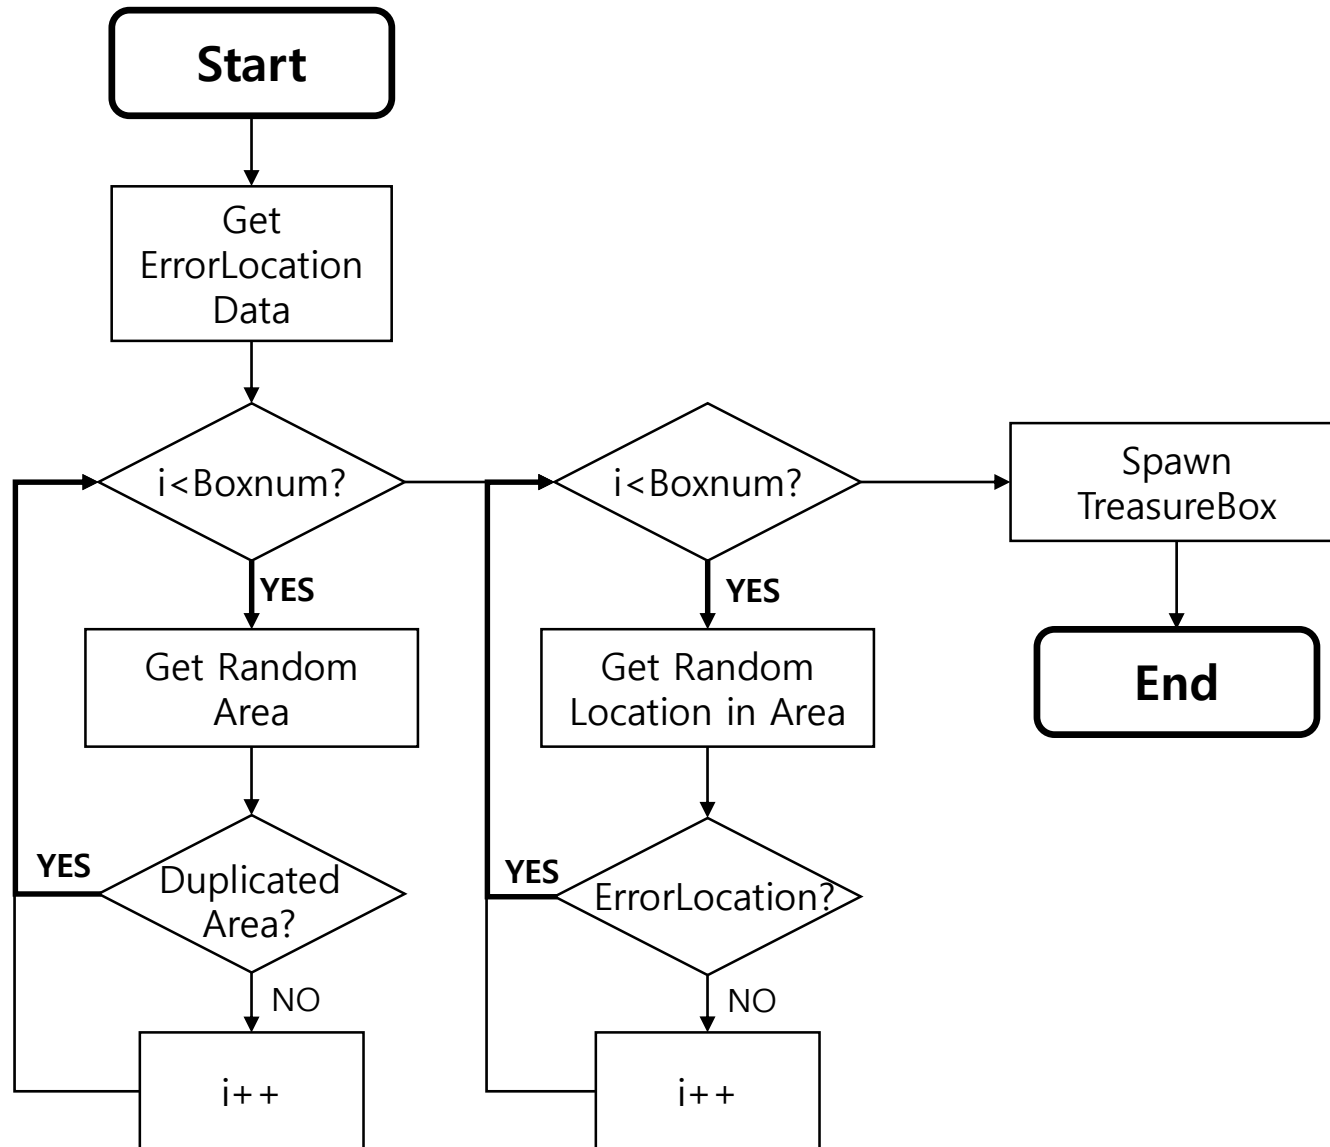 Start
Get
ErrorLocation
Data
i<Boxnum?
YES
Get Random
Area
Duplicated
Area?
YES
NO
i++
i<Boxnum?
YES
Get Random
Location in Area
ErrorLocation?
YES
NO
i++
Spawn
TreasureBox
End